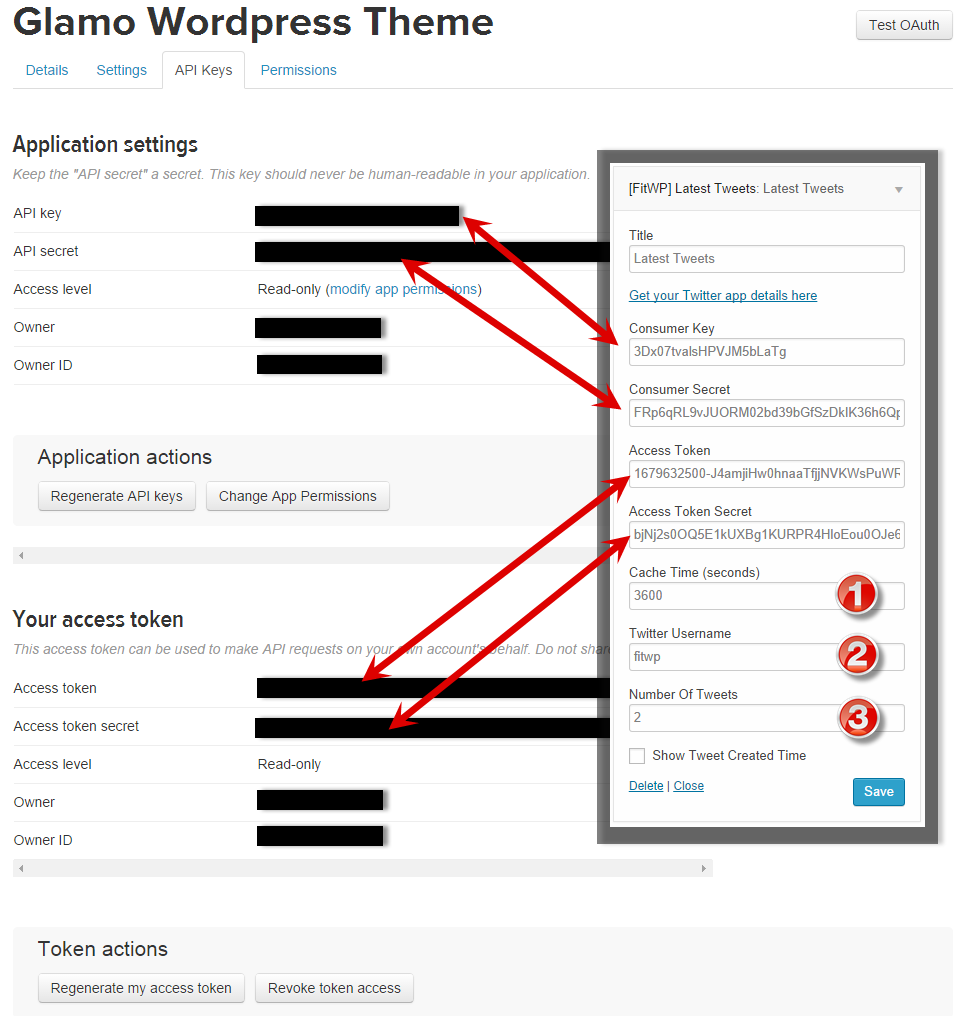 Glamo Wordpress Theme
Test OAuth
Details
Settings
API Keys
Permissions
Application settings
Keep the "API secret" a secret. This key should never be human-readable in your application.
API key
API secret
Access level
Read-only (modify app permissions)
Owner
Owner ID
Application actions
Regenerate API keys
Change App Permissions
Your access token
This access token can be used to make API requests on your own account's behalf. Do not shar
Access token
Access token secret
Access level
Read-only
Owner
Owner ID
Token actions
Regenerate my access token
Revoke token access
[FitWP] Latest Tweets: Latest Tweets
Title
Latest Tweets
Get your Twitter app details here
Consumer Key
3Dx07tvalsHPVJM5bLaTg
Consumer Secret
FRp6qRL9vJUORM02bd39bGfSzDkIK36h6Qp
Access Token
1679632500-J4amjiHw0hnaaTfjjNVKWsPuWR
Access Token Secret
bjNj2s0OQ5E1kUXBg1KURPR4HloEou0OJe6
Cache Time (seconds)
3600
1
Twitter Username
fitwp
2
Number Of Tweets
2
3
Show Tweet Created Time
Delete | Close
Save